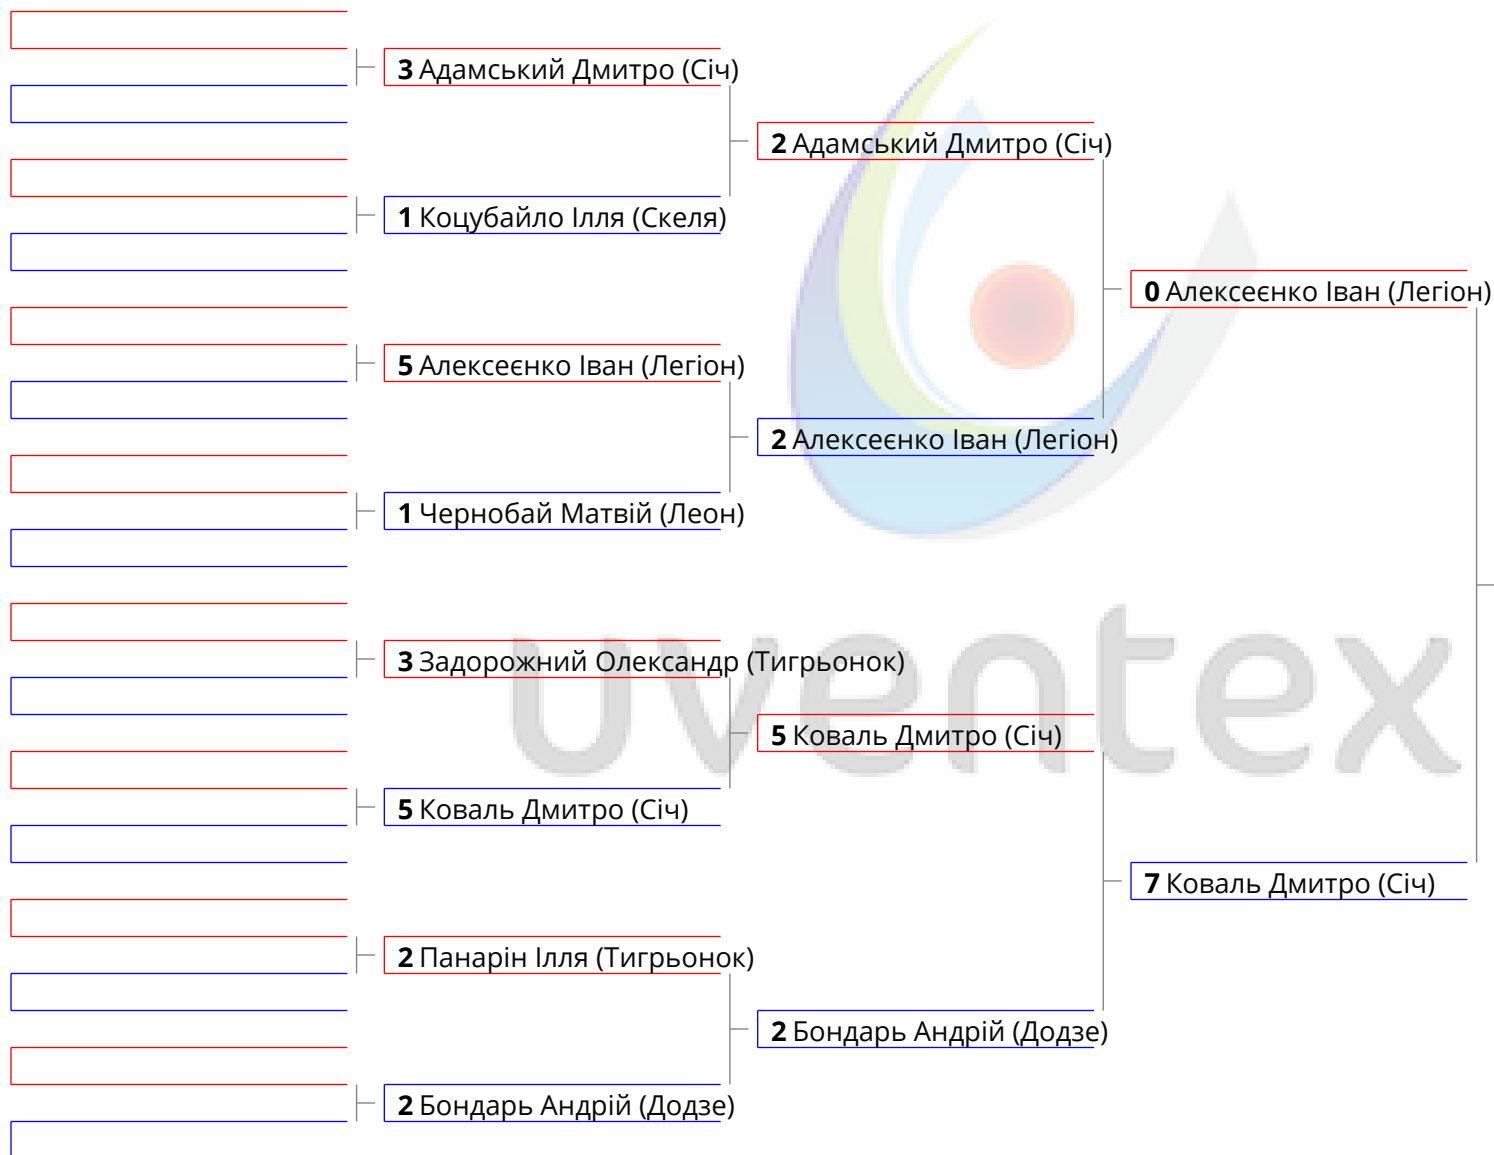 3 Адамський Дмитро (Січ)
2 Адамський Дмитро (Січ)
1 Коцубайло Ілля (Скеля)
0 Алексеєнко Іван (Легіон)
5 Алексеєнко Іван (Легіон)
2 Алексеєнко Іван (Легіон)
1 Чернобай Матвій (Леон)
3 Задорожний Олександр (Тигрьонок)
uventex
5 Коваль Дмитро (Січ)
5 Коваль Дмитро (Січ)
7 Коваль Дмитро (Січ)
2 Панарін Ілля (Тигрьонок)
2 Бондарь Андрій (Додзе)
2 Бондарь Андрій (Додзе)